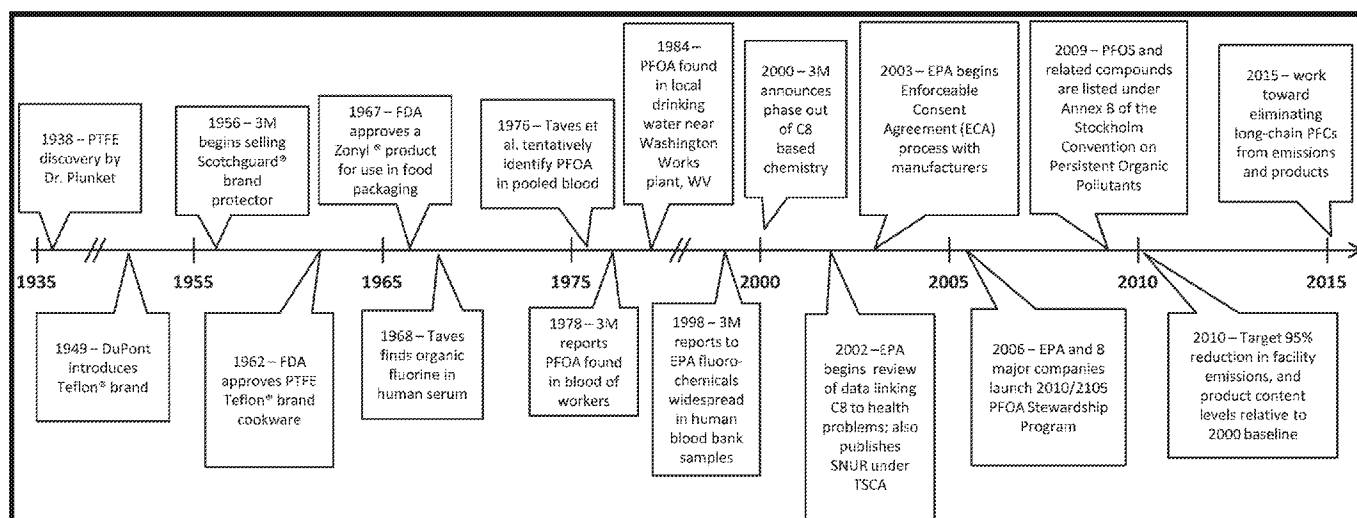 1938 – PTFE
discovery by
Dr. Plunket
1956 – 3M
begins selling
Scotchguard®
brand
protector
1967 – FDA
approves a
Zonyl ® product
for use in food
packaging
1976 – Taves et
al. tentatively
identify PFOA
in pooled blood
1984 –
PFOA found
in local
drinking
water near
Washington
Works
plant, WV
2000 – 3M
announces
phase out
of C8
based
chemistry
2003 – EPA begins
Enforceable
Consent
Agreement (ECA)
process with
manufacturers
2009 – PFOS and
related compounds
are listed under
Annex B of the
Stockholm
Convention on
Persistent Organic
Pollutants
2015 – work
toward
eliminating
long-chain PFCs
from emissions
and products
1935
1955
1965
1975
2000
2005
2010
2015
1949 – DuPont
introduces
Teflon® brand
1962 – FDA
approves PTFE
Teflon® brand
cookware
1968 – Taves
finds organic
fluorine in
human serum
1978 – 3M
reports
PFOA found
in blood of
workers
1998 – 3M
reports to
EPA fluoro-
chemicals
widespread
in human
blood bank
samples
2002 –EPA
begins review
of data linking
C8 to health
problems; also
publishes
SNUR under
TSCA
2006 – EPA and 8
major companies
launch 2010/2105
PFOA Stewardship
Program
2010 – Target 95%
reduction in facility
emissions, and
product content
levels relative to
2000 baseline